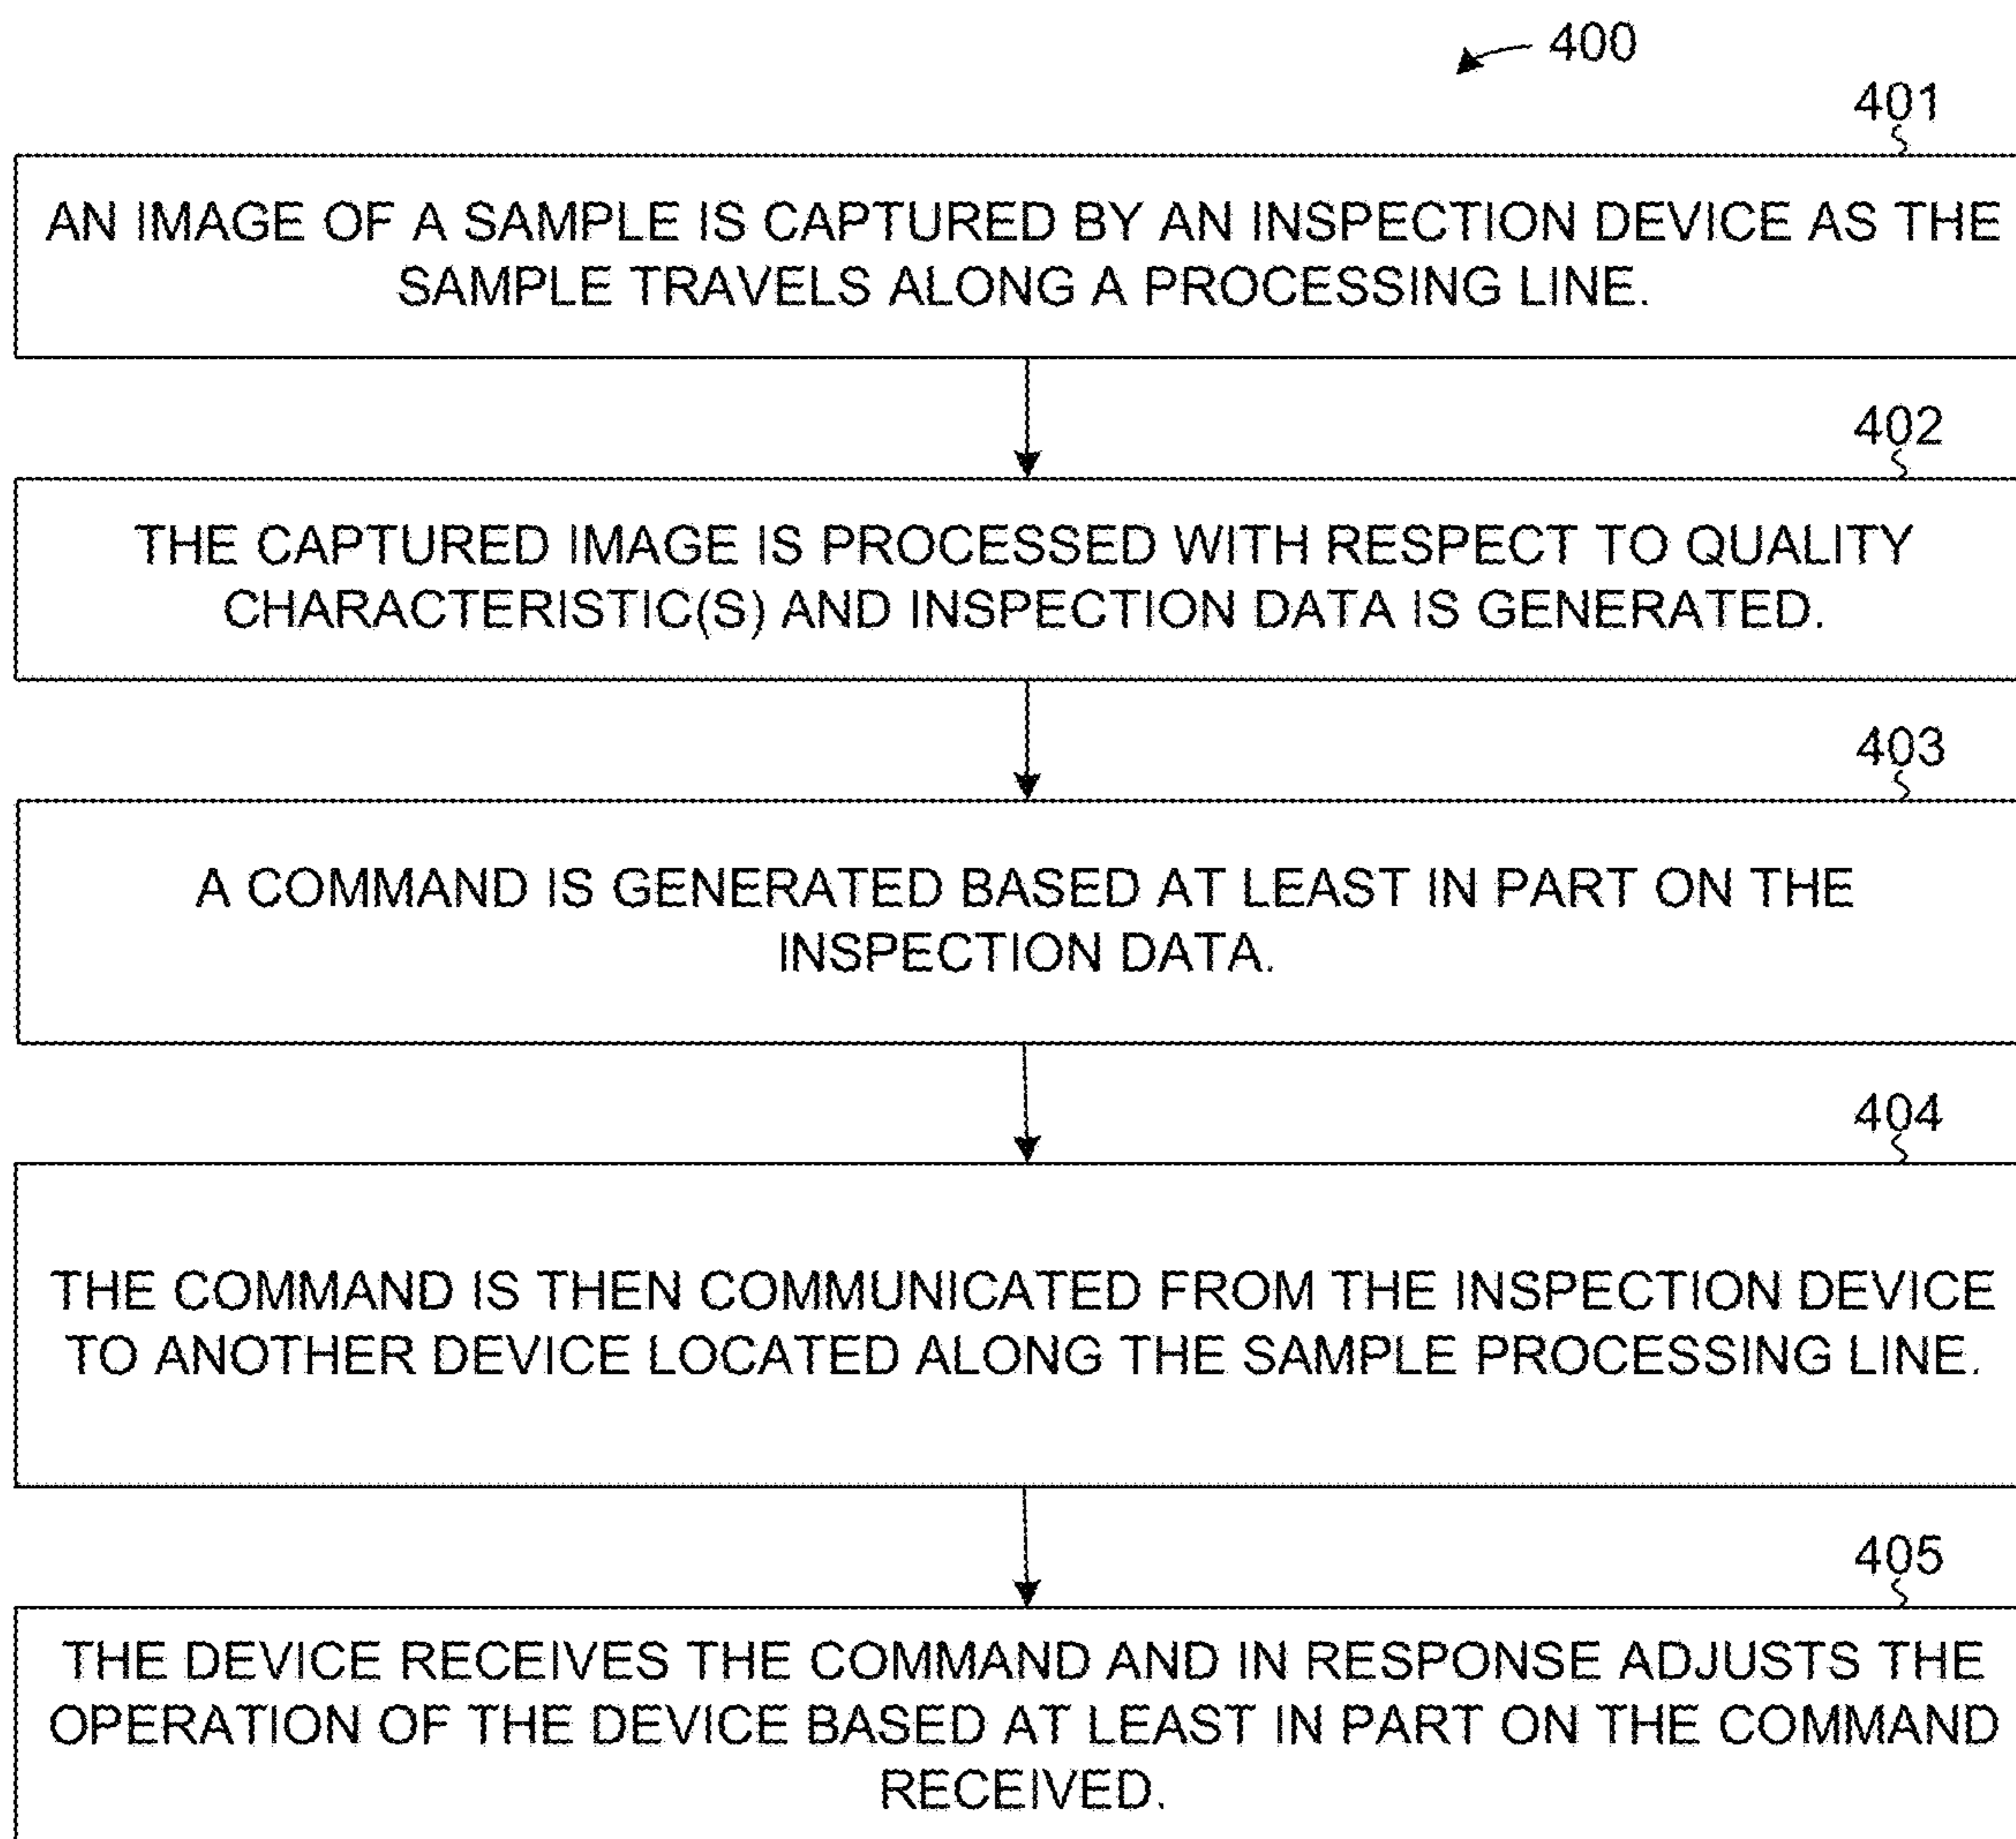 400
401
AN IMAGE OF A SAMPLE IS CAPTURED BY AN INSPECTION DEVICE AS THE
SAMPLE TRAVELS ALONG A PROCESSING LINE.
402
THE CAPTURED IMAGE IS PROCESSED WITH RESPECT TO QUALITY
CHARACTERISTIC(S) AND INSPECTION DATA IS GENERATED.
403
A COMMAND IS GENERATED BASED AT LEAST IN PART ON THE
INSPECTION DATA.
404
THE COMMAND IS THEN COMMUNICATED FROM THE INSPECTION DEVICE
TO ANOTHER DEVICE LOCATED ALONG THE SAMPLE PROCESSING LINE.
405
THE DEVICE RECEIVES THE COMMAND AND IN RESPONSE ADJUSTS THE
OPERATION OF THE DEVICE BASED AT LEAST IN PART ON THE COMMAND
RECEIVED.